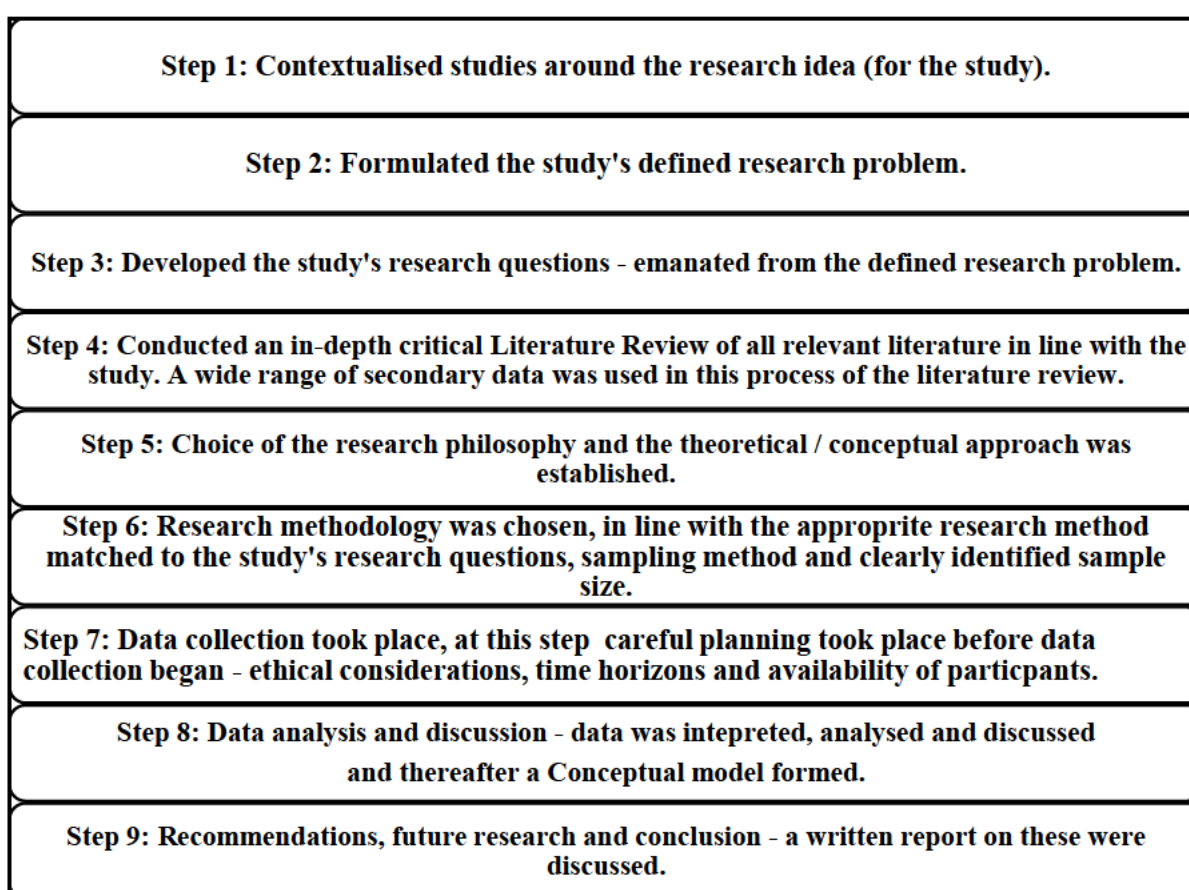 Step 1: Contextualised studies around the research idea (for the study).
Step 2: Formulated the study's defined research problem.
Step 3: Developed the study's research questions - emanated from the defined research problem.
Step 4: Conducted an in-depth critical Literature Review of all relevant literature in line with the
study. A wide range of secondary data was used in this process of the literature review.
Step 5: Choice of the research philosophy and the theoretical / conceptual approach was
established.
Step 6: Research methodology was chosen, in line with the approprite research method
matched to the study's research questions, sampling method and clearly identified sample
size.
Step 7: Data collection took place, at this step careful planning took place before data
collection began - ethical considerations, time horizons and availability of particpants.
Step 8: Data analysis and discussion - data was intepreted, analysed and discussed
and thereafter a Conceptual model formed.
Step 9: Recommendations, future research and conclusion - a written report on these were
discussed.